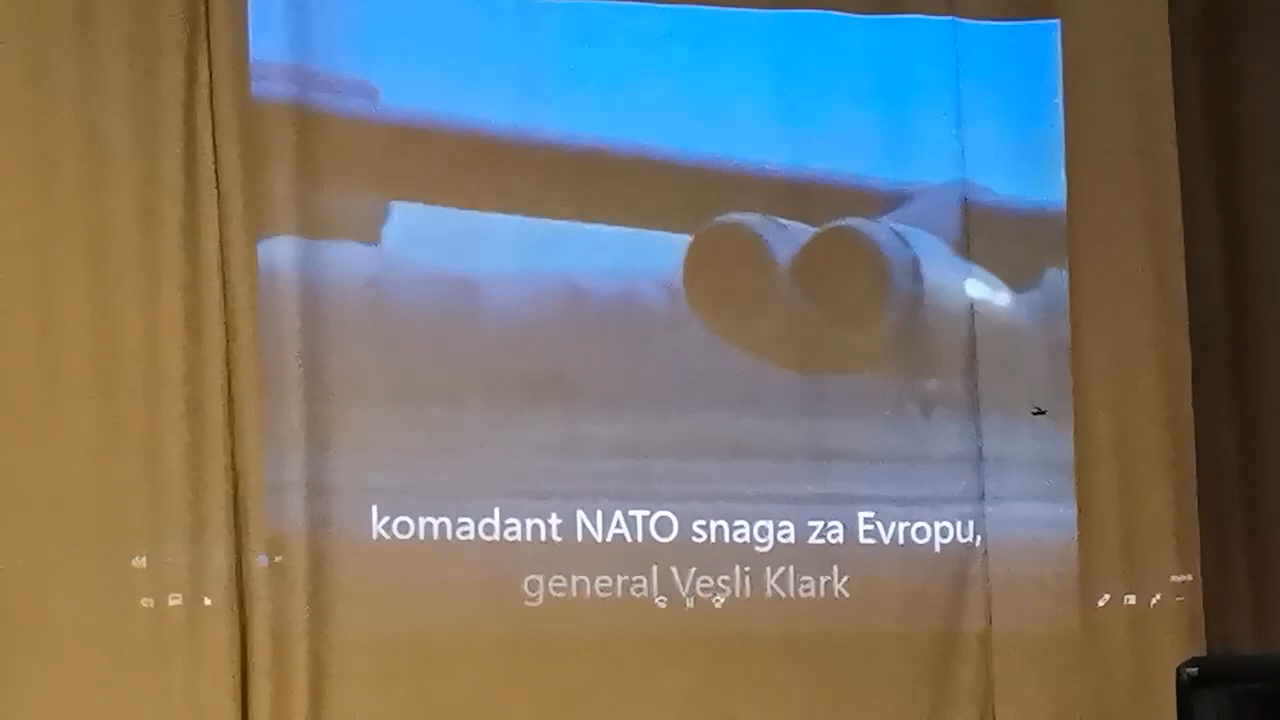 komadant NATO snaga za Evropu,
general Vesli Klark